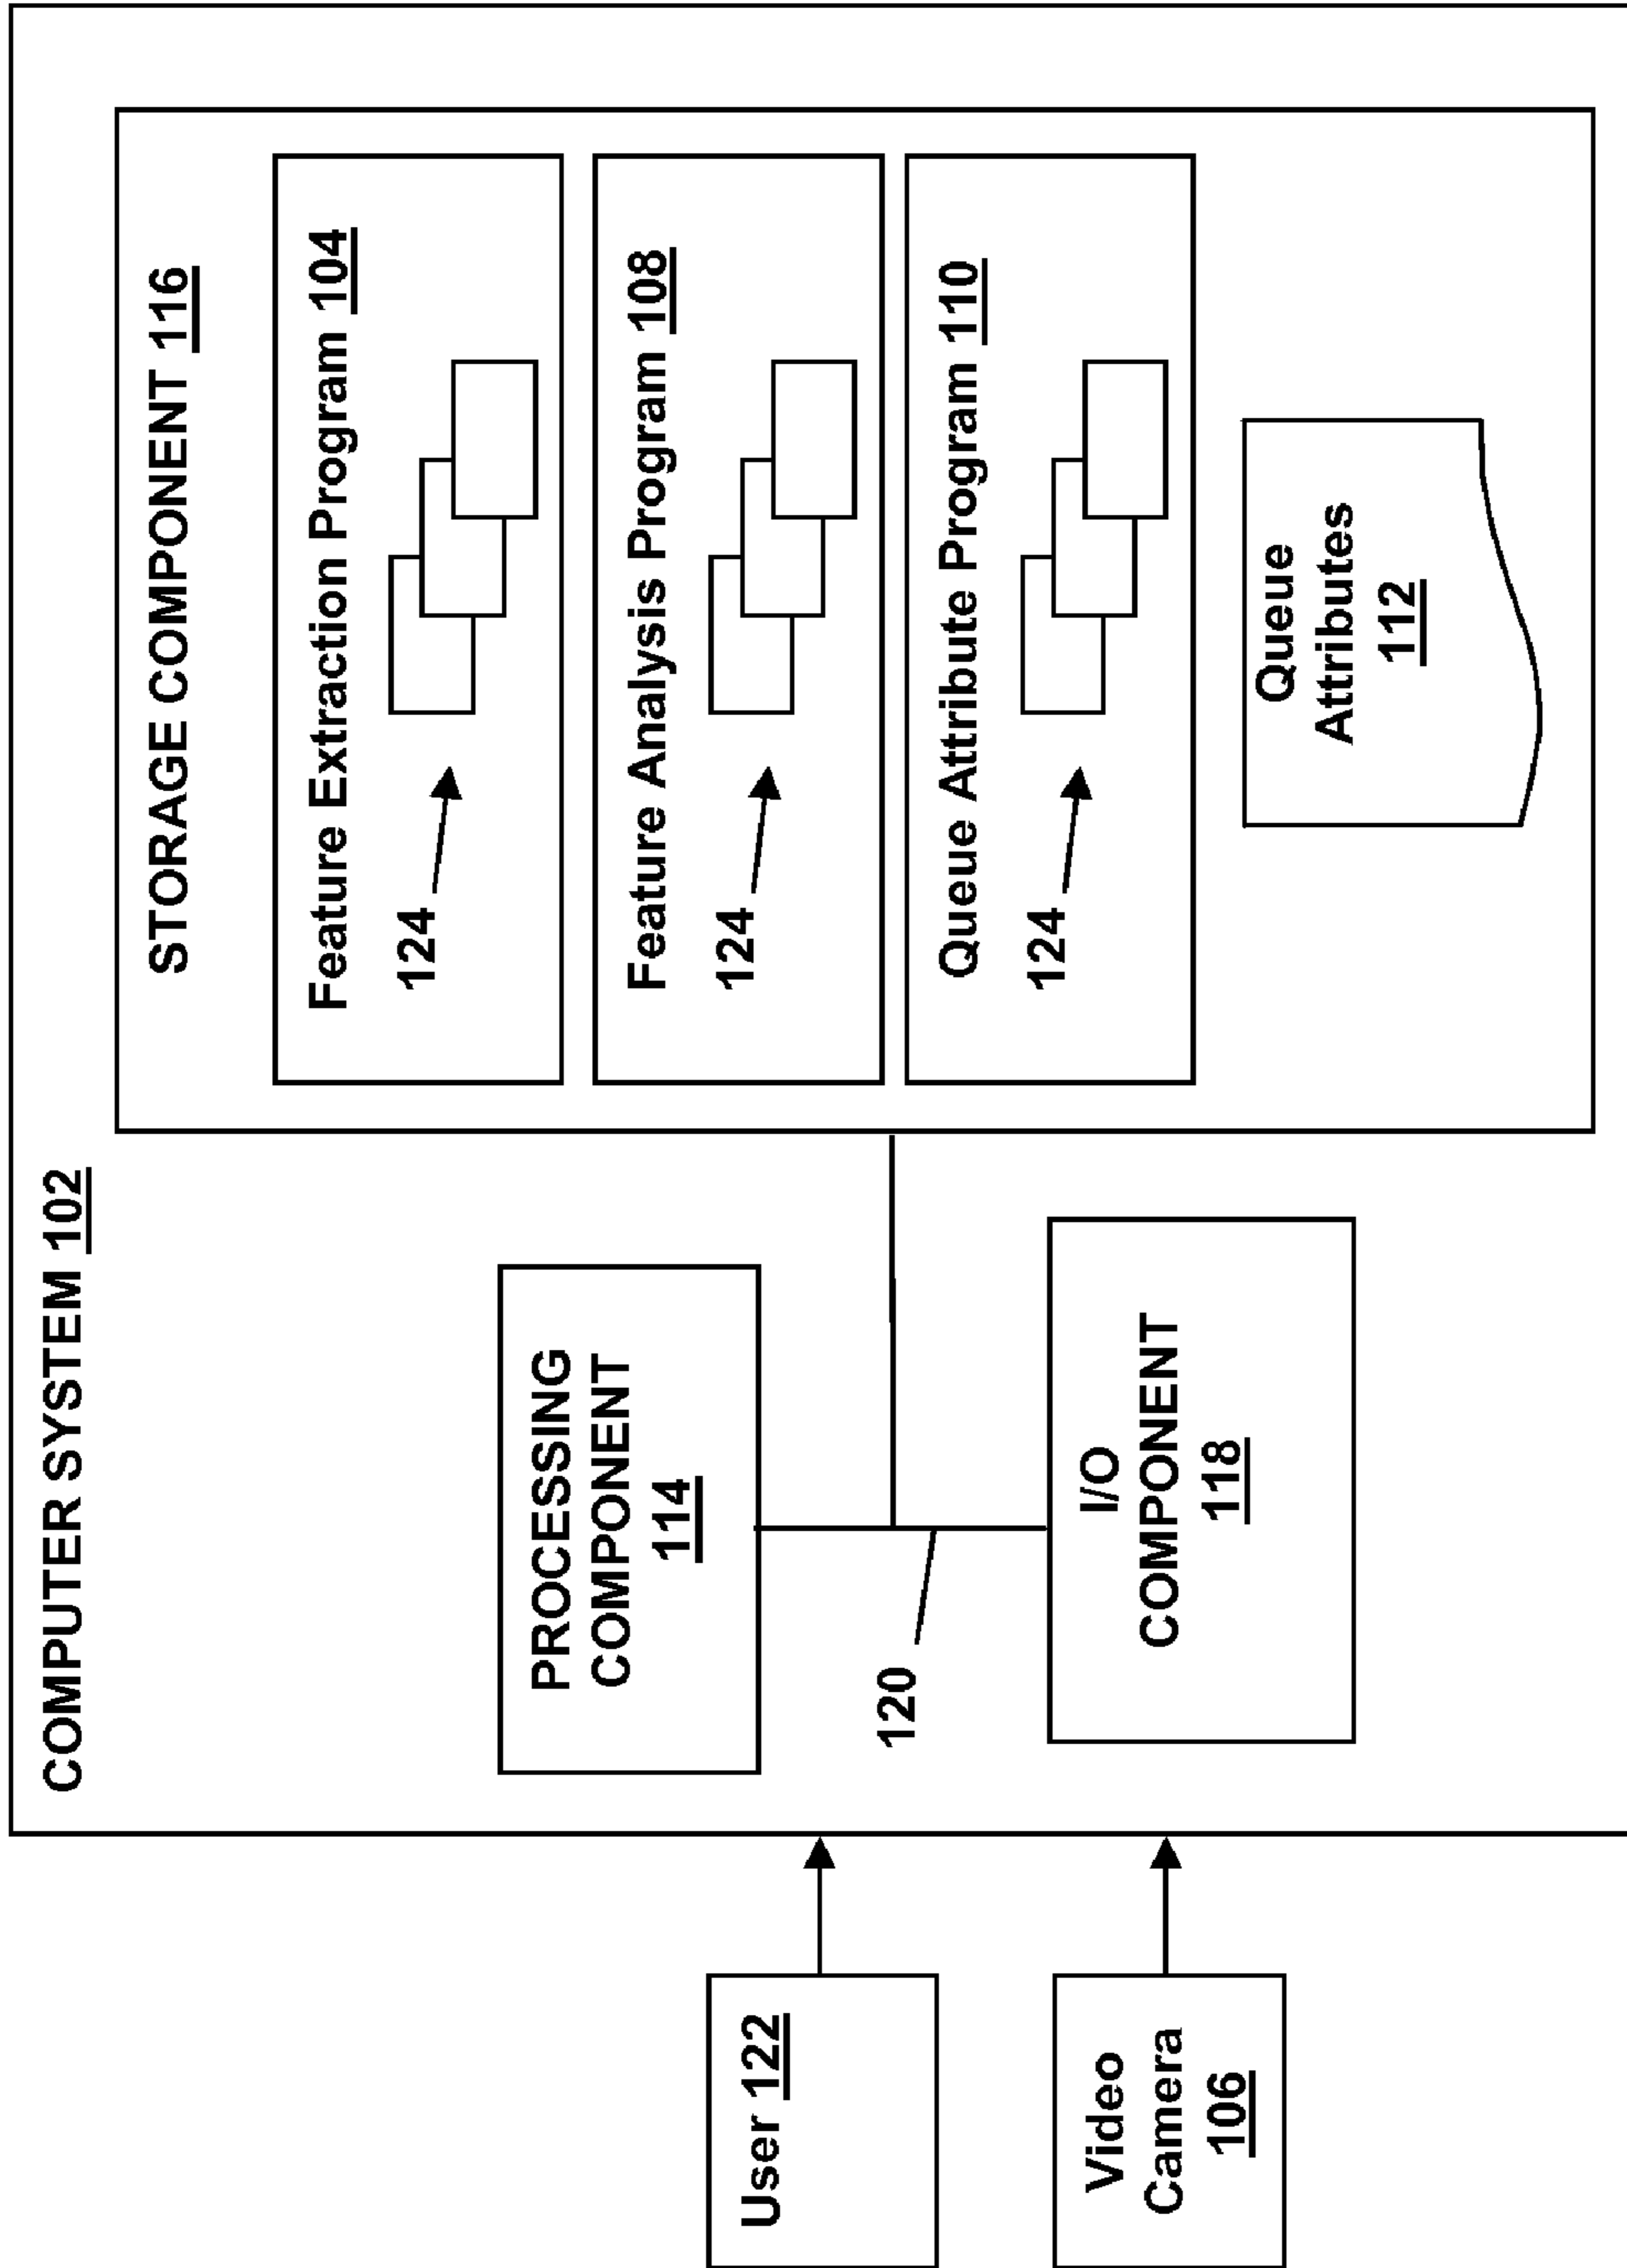 COMPUTER SYSTEM 102
STORAGE COMPONENT 116
Feature Extraction Program 104
124
Feature Analysis Program 108
124
Queue Attribute Program 110
124
Queue
Attributes
112
PROCESSING
COMPONENT
114
120
I/O
COMPONENT
118
User 122
Video
Camera
106